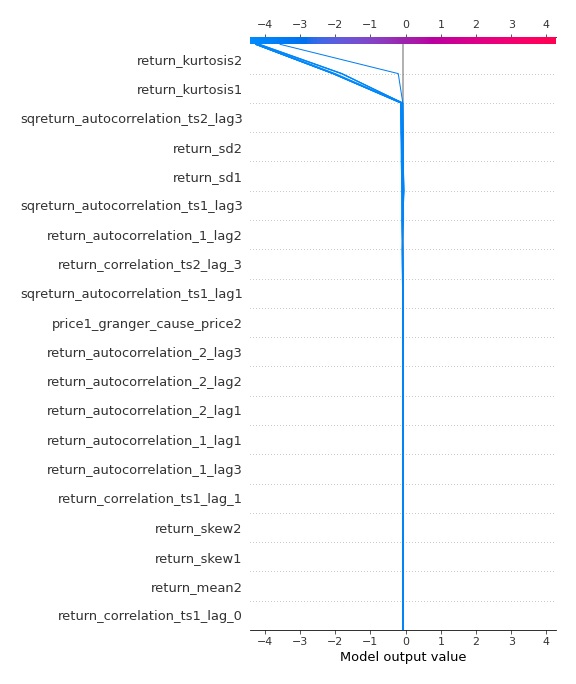 −4 −3 −2 −1 0 1 2 3 4
return_kurtosis2
return_kurtosis1
sqreturn_autocorrelation_ts2_lag3
return_sd2
return_sd1
sqreturn_autocorrelation_ts1_lag3
return_autocorrelation_1_lag2
return_correlation_ts2_lag_3
sqreturn_autocorrelation_ts1_lag1
price1_granger_cause_price2
return_autocorrelation_2_lag3
return_autocorrelation_2_lag2
return_autocorrelation_2_lag1
return_autocorrelation_1_lag1
return_autocorrelation_1_lag3
return_correlation_ts1_lag_1
return_skew2
return_skew1
return_mean2
return_correlation_ts1_lag_0
−4 −3 −2 −1 0 1 2 3 4
Model output value